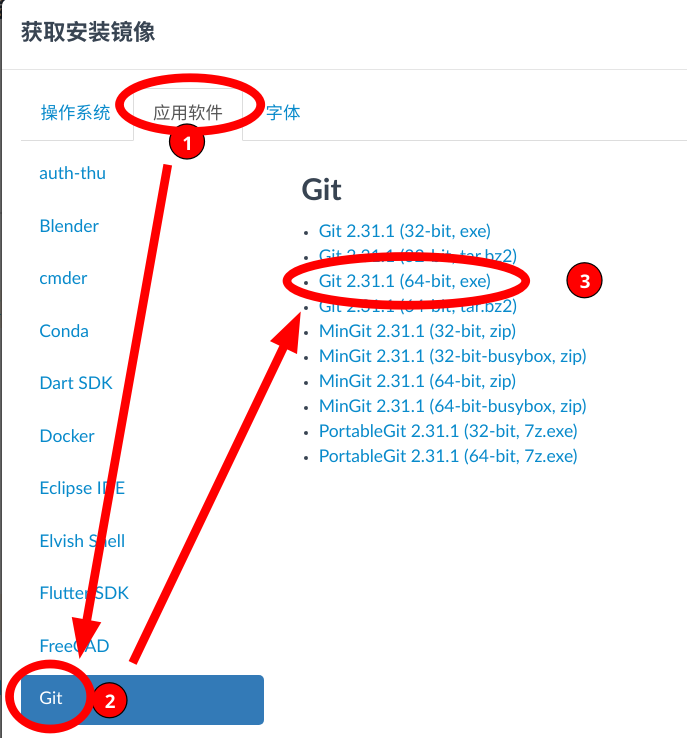 获取安装镜像
操作系统 应用软件 字体
1
auth-thu
Blender
cmder
Conda
Dart SDK
Docker
Eclipse IDE
Elvish Shell
Flutter SDK
FreeCAD
Git
2
Git
Git 2.31.1 (32-bit, exe)
Git 2.31.1 (32-bit, tar.bz2)
Git 2.31.1 (64-bit, exe)
3
Git 2.31.1 (64-bit, tar.bz2)
MinGit 2.31.1 (32-bit, zip)
MinGit 2.31.1 (32-bit-busybox, zip)
MinGit 2.31.1 (64-bit, zip)
MinGit 2.31.1 (64-bit-busybox, zip)
PortableGit 2.31.1 (32-bit, 7z.exe)
PortableGit 2.31.1 (64-bit, 7z.exe)